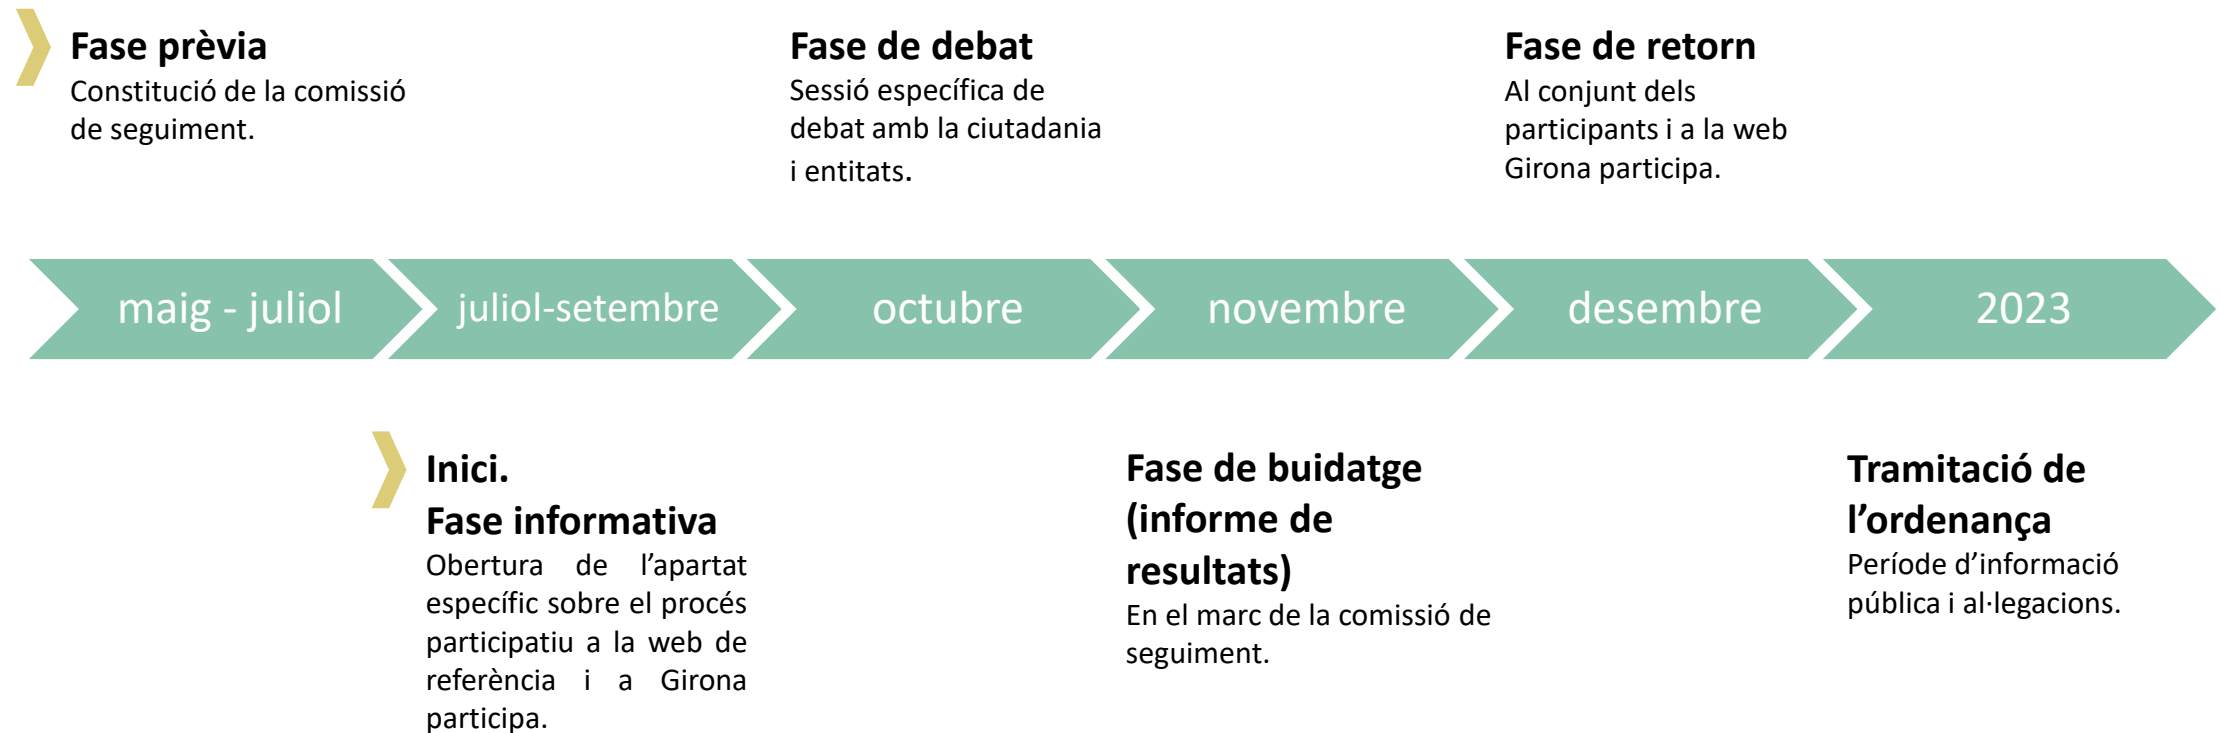 Fase prèvia
Constitució de la comissió
de seguiment.
Fase de debat
Sessió específica de
debat amb la ciutadania
i entitats.
Fase de retorn
Al conjunt dels
participants i a la web
Girona participa.
maig - juliol
juliol-setembre
octubre
novembre
desembre
2023
Inici.
Fase informativa
Obertura de l’apartat
específic sobre el procés
participatiu a la web de
referència i a Girona
participa.
Fase de buidatge
(informe de
resultats)
En el marc de la comissió de
seguiment.
Tramitació de
l’ordenança
Període d’informació
pública i al·legacions.